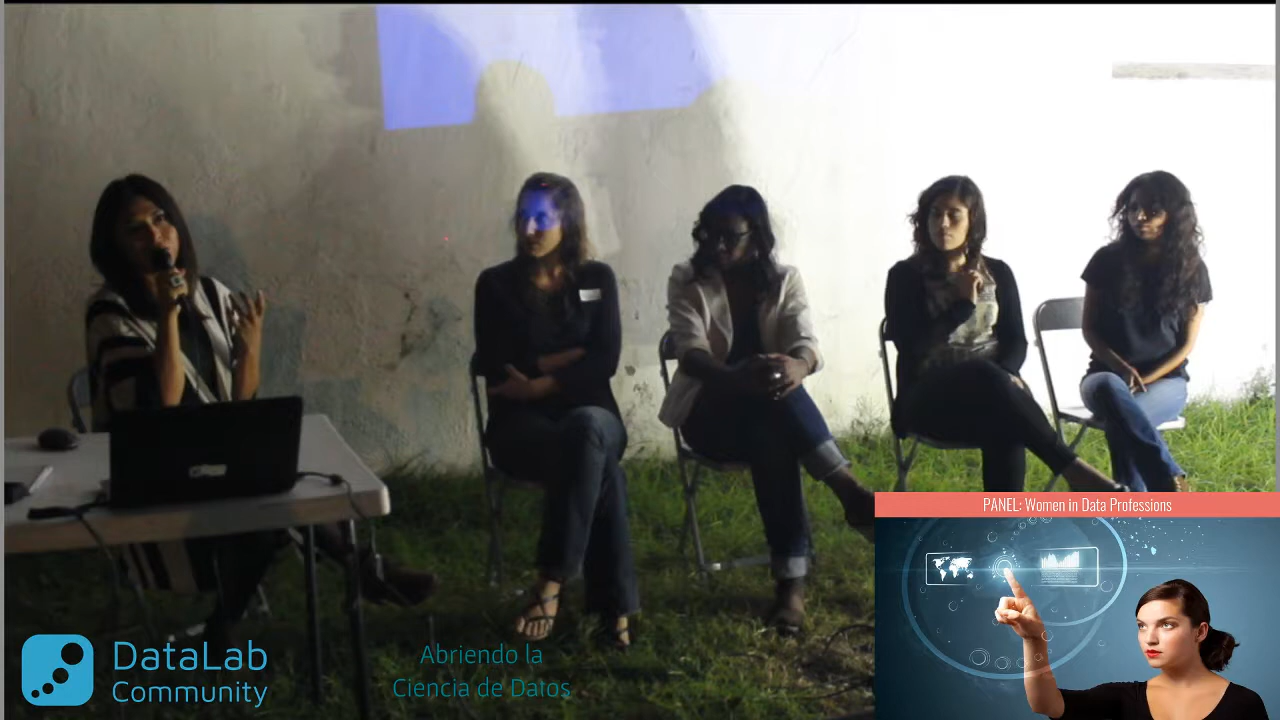 PANEL: Women in Data Professions
DataLab
Community
Abriendo la
Ciencia de Datos